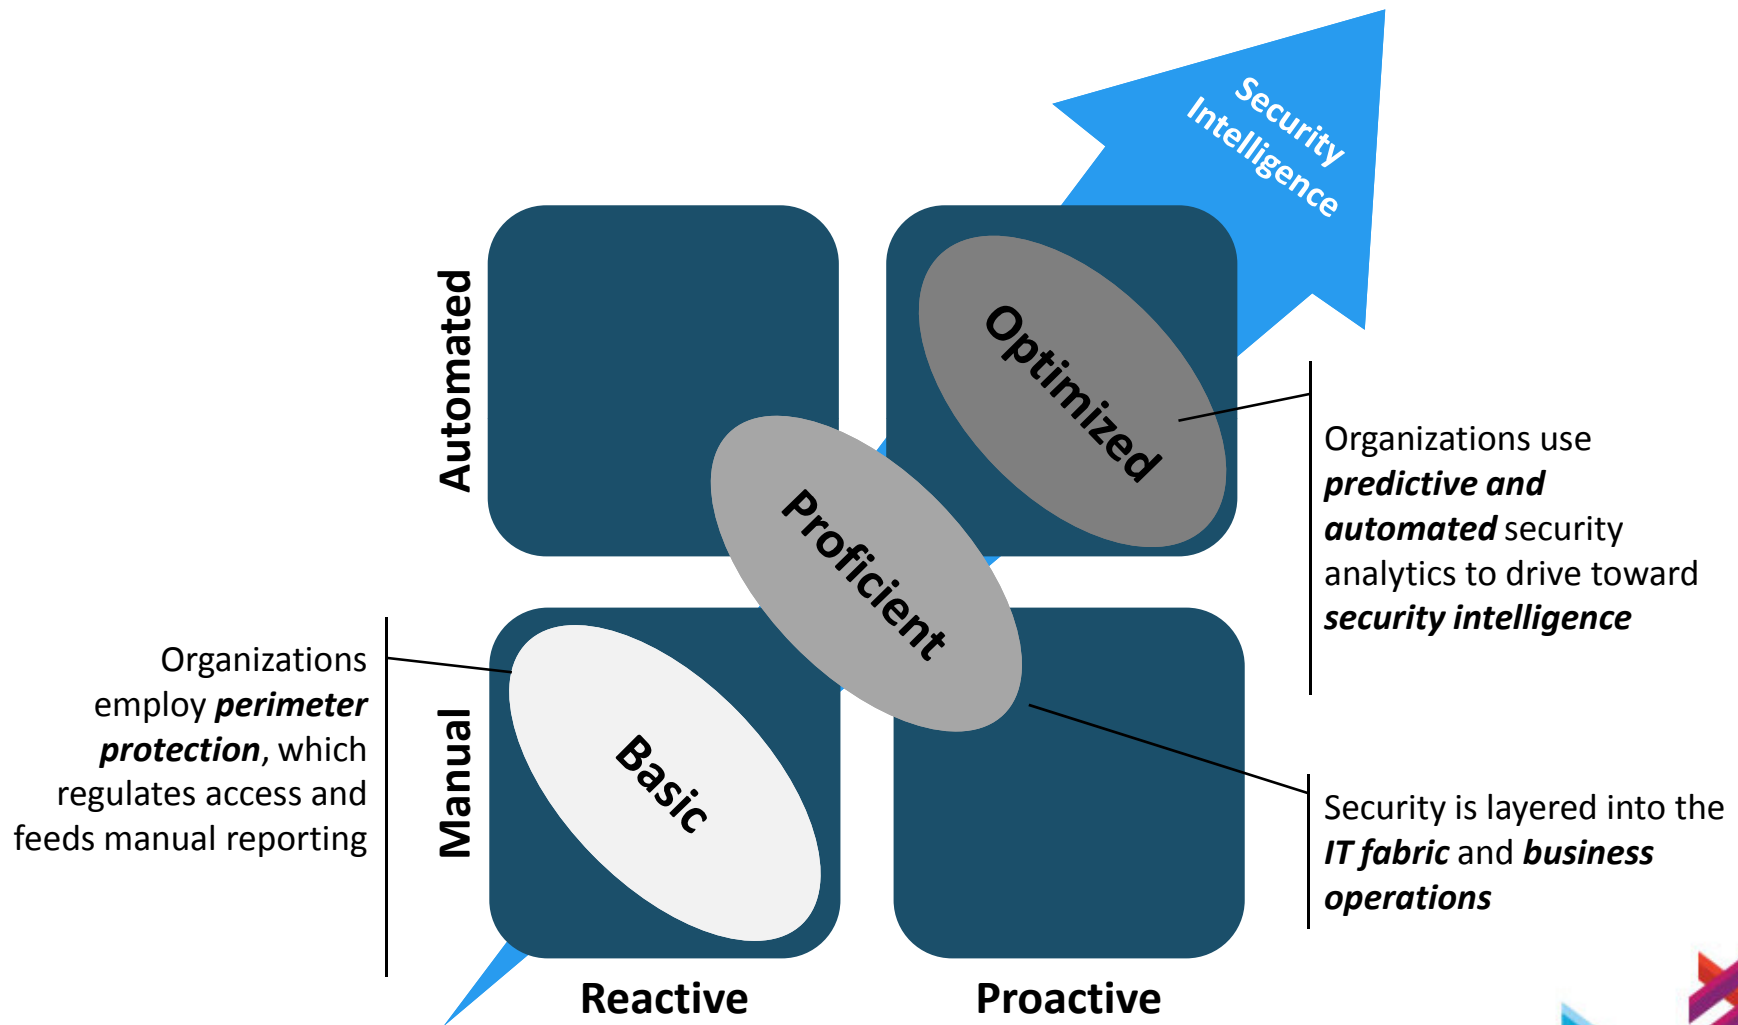 Security
Intelligence
Automated
Optimized
Organizations use
predictive and
automated security
analytics to drive toward
security intelligence
Proficient
Organizations
employ perimeter
protection, which
regulates access and
feeds manual reporting
Manual
Basic
Security is layered into the
IT fabric and business
operations
Reactive
Proactive